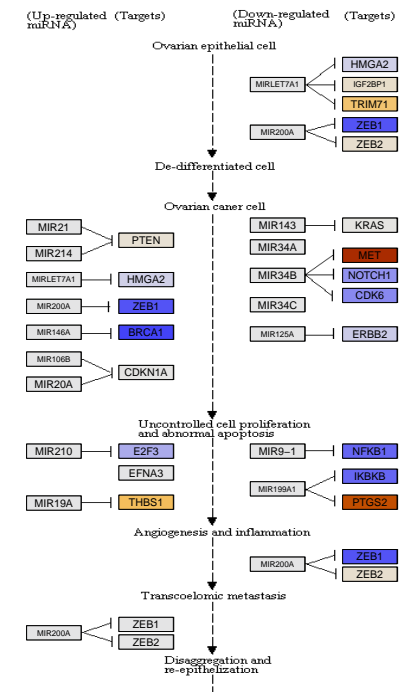 (Up-regulated (Targets)
miRNA)
(Down-regulated (Targets)
miRNA)
Ovarian epithelial cell
HMGA2
MIRLET7A1
IGF2BP1
TRIM71
ZEB1
MIR200A
ZEB2
De-differentiated cell
Ovarian caner cell
MIR21
PTEN
MIR214
MIRLET7A1
HMGA2
MIR200A
ZEB1
MIR146A
BRCA1
MIR106B
CDKN1A
MIR20A
MIR143
KRAS
MIR34A
MET
MIR34B
NOTCH1
CDK6
MIR34C
MIR125A
ERBB2
Uncontrolled cell proliferation
and abnormal apoptosis
MIR210
E2F3
EFNA3
MIR19A
THBS1
MIR9−1
NFKB1
IKBKB
MIR199A1
PTGS2
Angiogenesis and inflammation
ZEB1
MIR200A
ZEB2
Transcoelomic metastasis
ZEB1
MIR200A
ZEB2
Disaggregation and
re-epithelization